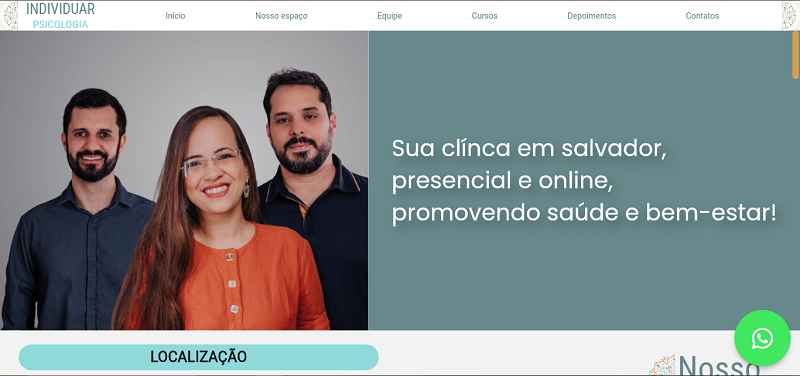 INDIVIDUAR
PSICOLOGIA
Início
Nosso espaço
Equipe
Cursos
Depoimentos
Contatos
Sua clínca em salvador,
presencial e online,
promovendo saúde e bem-estar!
LOCALIZAÇÃO
Nosso